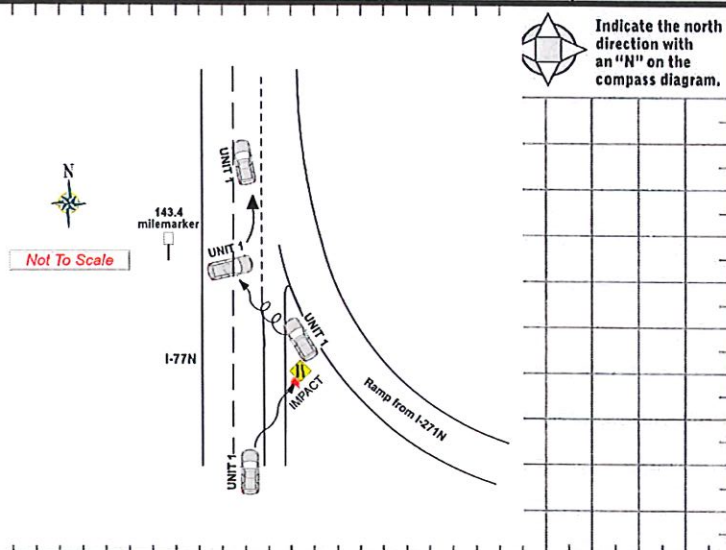 Indicate the north
direction with
an "N" on the
compass diagram.
N
143.4
milemarker
Not To Scale
I-77N
UNIT 1
UNIT 1
UNIT 1
IMPACT
UNIT 1
Ramp from I-271N